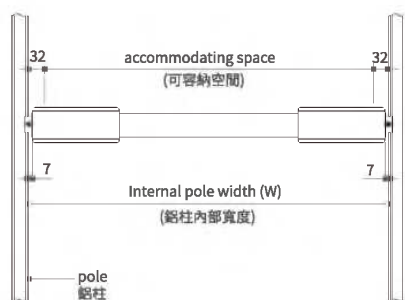 32 accommodating space 32
(可容納空間)
7 7
Internal pole width (W)
(鋁柱內部寬度)
pole
鋁柱